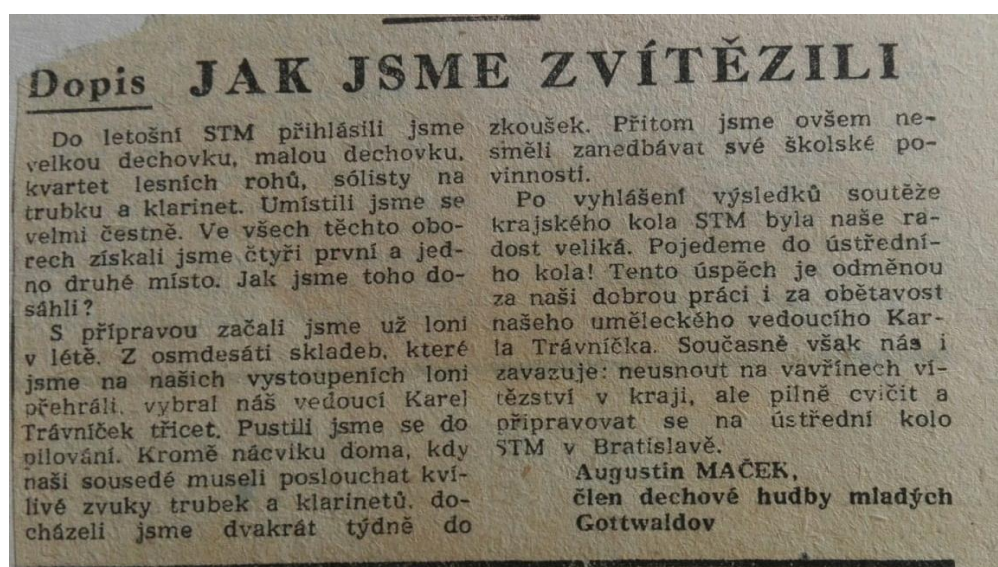 Dopis JAK JSME ZVÍTĚZILI
Do letošní STM přihlásili jsme
velkou dechovku, malou dechovku,
kvartet lesních rohů, sólisty na
trubku a klarinet. Umístili jsme se
velmi čestně. Ve všech těchto obo-
rech získali jsme čtyři první a jed-
no druhé místo. Jak jsme toho do-
sáhli?
S přípravou začali jsme už loni
v létě. Z osmdesáti skladeb, které
jsme na našich vystoupeních loni
přehráli, vybral náš vedoucí Karel
Trávníček třicet. Pustili jsme se do
pilování. Kromě nácviku doma, kdy
naši sousedé museli poslouchat kví-
livé zvuky trubek a klarinetů, do-
cházeli jsme dvakrát týdně do
zkoušek. Přitom jsme ovšem ne-
směli zanedbávat své školské po-
vinnosti.
Po vyhlášení výsledků soutěže
krajského kola STM byla naše ra-
dost veliká. Pojedeme do ústřední-
ho kola! Tento úspěch je odměnou
za naši dobrou práci i za obětavost
našeho uměleckého vedoucího Kar-
la Trávníčka. Současně však nás i
zavazuje: neusnout na vavřínech ví-
tězství v kraji, ale pilně cvičit a
připravovat se na ústřední kolo
STM v Bratislavě.
Augustin MAČEK,
člen dechové hudby mladých
Gottwaldov